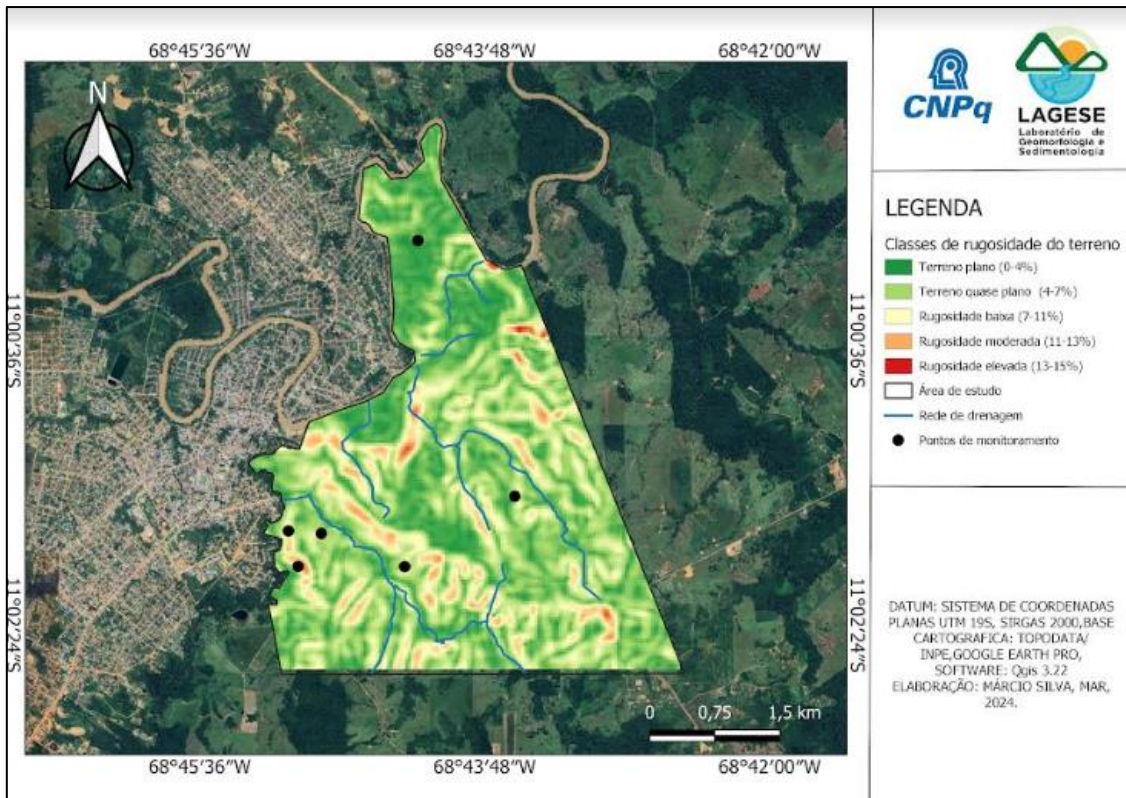 68°45'36"W 68°43'48"W 68°42'00"W
N
11°00'36"S 11°00'36"S
11°02'24"S 11°02'24"S
0 0,75 1,5 km
68°45'36"W 68°43'48"W 68°42'00"W
CNPq
LAGESE
Laboratório de
Geomorfologia e
Sedimentologia
LEGENDA
Classes de rugosidade do terreno
Terreno plano (0-4%)
Terreno quase plano (4-7%)
Rugosidade baixa (7-11%)
Rugosidade moderada (11-13%)
Rugosidade elevada (13-15%)
Área de estudo
Rede de drenagem
Pontos de monitoramento
DATUM: SISTEMA DE COORDENADAS
PLANAS UTM 19S, SIRGAS 2000,BASE
CARTOGRAFICA: TOPODATA/
INPE,GOOGLE EARTH PRO,
SOFTWARE: Qgis 3.22
ELABORAÇÃO: MÁRCIO SILVA, MAR,
2024.